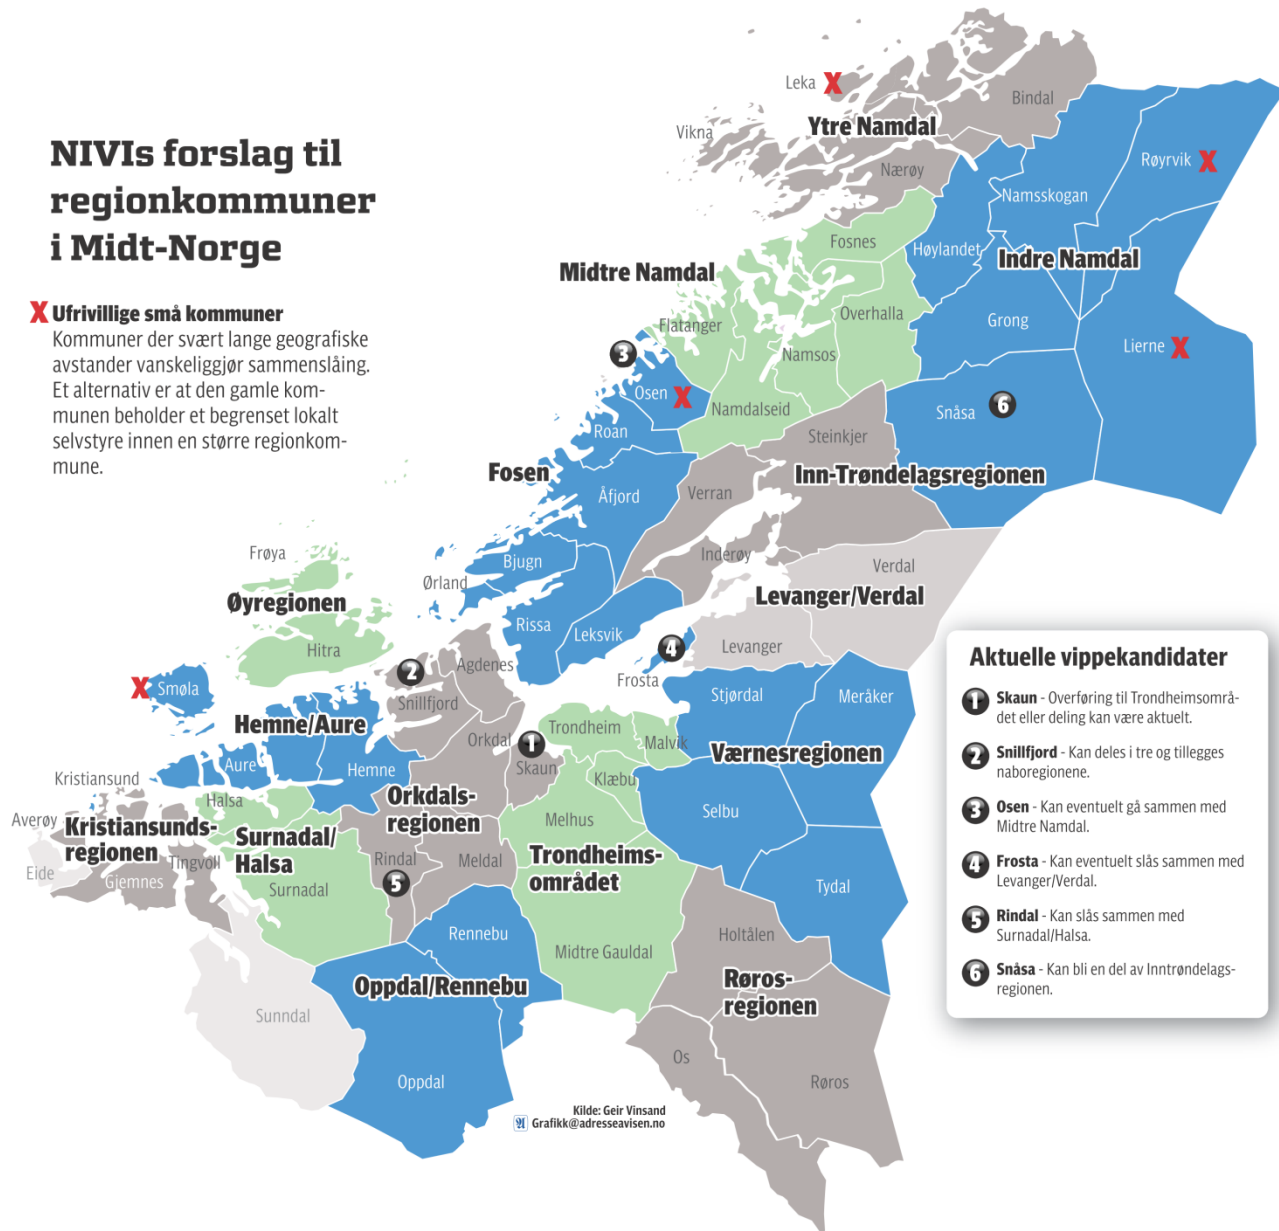 NIVIs forslag til
regionkommuner
i Midt-Norge
X Ufrivillige små kommuner
Kommuner der svært lange geografiske
avstander vanskeliggjør sammenslåing.
Et alternativ er at den gamle kom-
munen beholder et begrenset lokalt
selvstyre innen en større regionkom-
mune.
Leka X
Bindal
Vikna
Ytre Namdal
Nærøy
Røyrvik X
Namsskogan
Fosnes
Høylandet
Indre Namdal
Midtre Namdal
Flatanger
Overhalla
Grong
3
Namsos
Lierne X
Osen X
Namdalseid
Snåsa 6
Roan
Steinkjer
Fosen
Inn-Trøndelagsregionen
Åfjord
Verran
Frøya
Inderøy
Bjugn
Verdal
Ørland
Øyregionen
Levanger/Verdal
Rissa
Leksvik
Hitra
4
Levanger
Agdenes
2
Frosta
X Smøla
Stjørdal
Meråker
Snillfjord
Hemne/Aure
Trondheim
Orkdal
1
Malvik
Værnesregionen
Aure
Hemne
Skaun
Kristiansund
Klæbu
Halsa
Orkdals-
regionen
Selbu
Averøy
Kristiansunds-
regionen
Surnadal/
Halsa
Melhus
Tingvoll
Rindal
Meldal
Trondheims-
området
Eide
Gjemnes
5
Surnadal
Tydal
Rennebu
Holtålen
Midtre Gauldal
Oppdal/Rennebu
Røros-
regionen
Sunndal
Os
Oppdal
Røros
Aktuelle vippekandidater
1 Skaun - Overføring til Trondheimsområ-
det eller deling kan være aktuelt.
2 Snillfjord - Kan deles i tre og tillegges
naboregionene.
3 Osen - Kan eventuelt gå sammen med
Midtre Namdal.
4 Frosta - Kan eventuelt slås sammen med
Levanger/Verdal.
5 Rindal - Kan slås sammen med
Surnadal/Halsa.
6 Snåsa - Kan bli en del av Inntrøndelags-
regionen.
Kilde: Geir Vinsand
Grafikk@adresseavisen.no